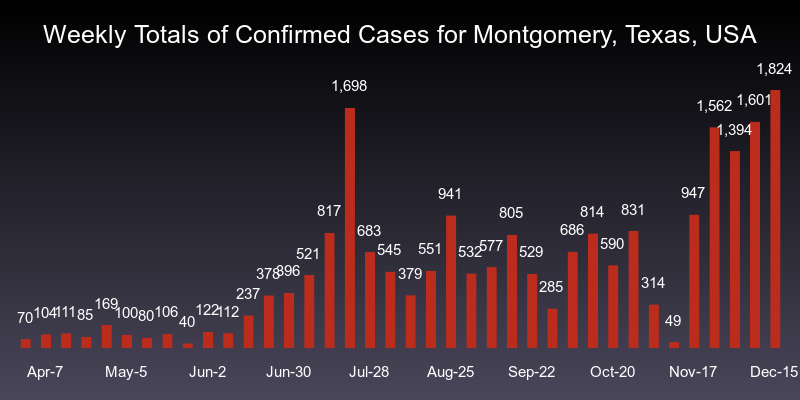 Weekly Totals of Confirmed Cases for Montgomery, Texas, USA
70 104 111 85 169 100 80 106 40 122 112 237 378 396 521 817 1,698 683 545 379 551 941 532 577 805 529 285 686 814 590 831 314 49 947 1,562 1,394 1,601 1,824
Apr-7 May-5 Jun-2 Jun-30 Jul-28 Aug-25 Sep-22 Oct-20 Nov-17 Dec-15